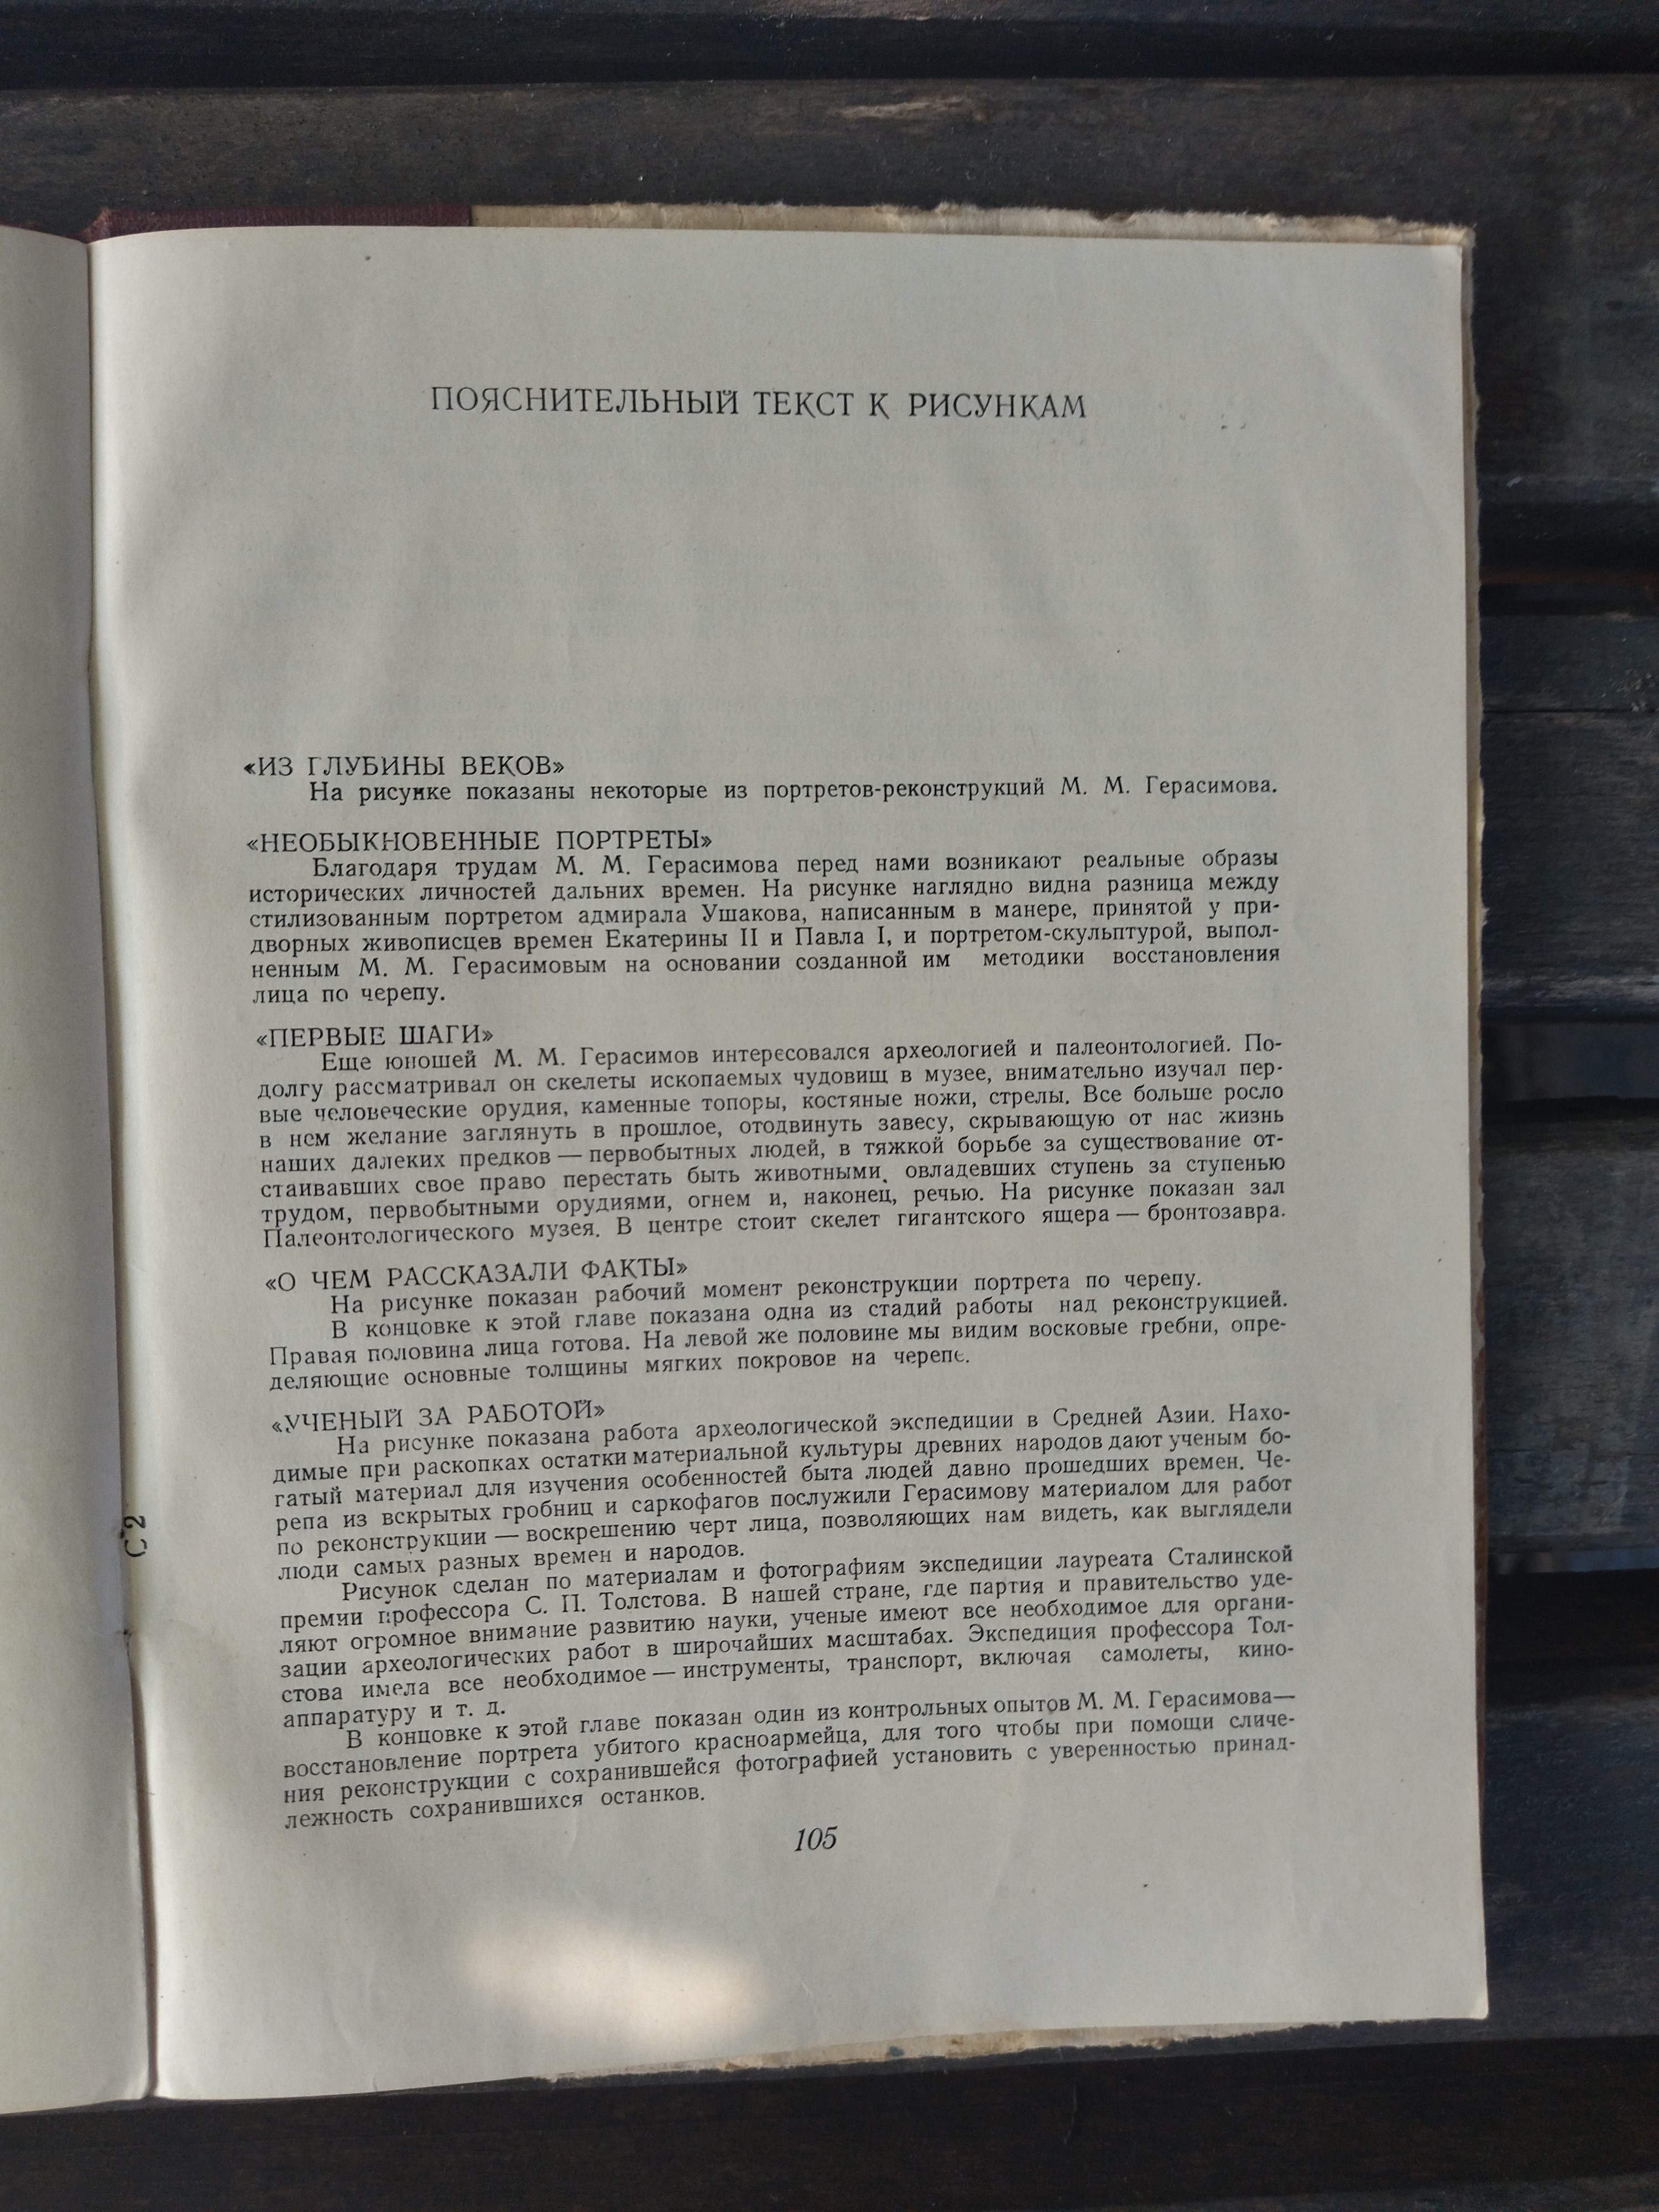 ПОЯСНИТЕЛЬНЫЙ ТЕКСТ К РИСУНКАМ
«ИЗ ГЛУБИНЫ ВЕКОВ»
На рисунке показаны некоторые из портретов-реконструкций М. М. Герасимова.
«НЕОБЫКНОВЕННЫЕ ПОРТРЕТЫ»
Благодаря трудам М. М. Герасимова перед нами возникают реальные образы
исторических личностей дальних времен. На рисунке наглядно видна разница между
стилизованным портретом адмирала Ушакова, написанным в манере, принятой у при-
дворных живописцев времен Екатерины II и Павла I, и портретом-скульптурой, выпол-
ненным М. М. Герасимовым на основании созданной им методики восстановления
лица по черепу.
«ПЕРВЫЕ ШАГИ»
Еще юношей М. М. Герасимов интересовался археологией и палеонтологией. По-
долгу рассматривал он скелеты ископаемых чудовищ в музее, внимательно изучал пер-
вые человеческие орудия, каменные топоры, костяные ножи, стрелы. Все больше росло
в нем желание заглянуть в прошлое, отодвинуть завесу, скрывающую от нас жизнь
наших далеких предков — первобытных людей, в тяжкой борьбе за существование от-
стаивавших свое право перестать быть животными, овладевших ступень за ступенью
трудом, первобытными орудиями, огнем и, наконец, речью. На рисунке показан зал
Палеонтологического музея. В центре стоит скелет гигантского ящера — бронтозавра.
«О ЧЕМ РАССКАЗАЛИ ФАКТЫ»
На рисунке показан рабочий момент реконструкции портрета по черепу.
В концовке к этой главе показана одна из стадий работы над реконструкцией.
Правая половина лица готова. На левой же половине мы видим восковые гребни, опре-
деляющие основные толщины мягких покровов на черепе.
«УЧЕНЫЙ ЗА РАБОТОЙ»
На рисунке показана работа археологической экспедиции в Средней Азии. Нахо-
димые при раскопках остатки материальной культуры древних народов дают ученым бо-
гатый материал для изучения особенностей быта людей давно прошедших времен. Че-
репа из вскрытых гробниц и саркофагов послужили Герасимову материалом для работ
по реконструкции — воскрешению черт лица, позволяющих нам видеть, как выглядели
люди самых разных времен и народов.
Рисунок сделан по материалам и фотографиям экспедиции лауреата Сталинской
премии профессора С. П. Толстова. В нашей стране, где партия и правительство уде-
ляют огромное внимание развитию науки, ученые имеют все необходимое для органи-
зации археологических работ в широчайших масштабах. Экспедиция профессора Тол-
стова имела все необходимое — инструменты, транспорт, включая самолеты, кино-
аппаратуру и т. д.
В концовке к этой главе показан один из контрольных опытов М. М. Герасимова—
восстановление портрета убитого красноармейца, для того чтобы при помощи сличе-
ния реконструкции с сохранившейся фотографией установить с уверенностью принад-
лежность сохранившихся останков.
105
С2